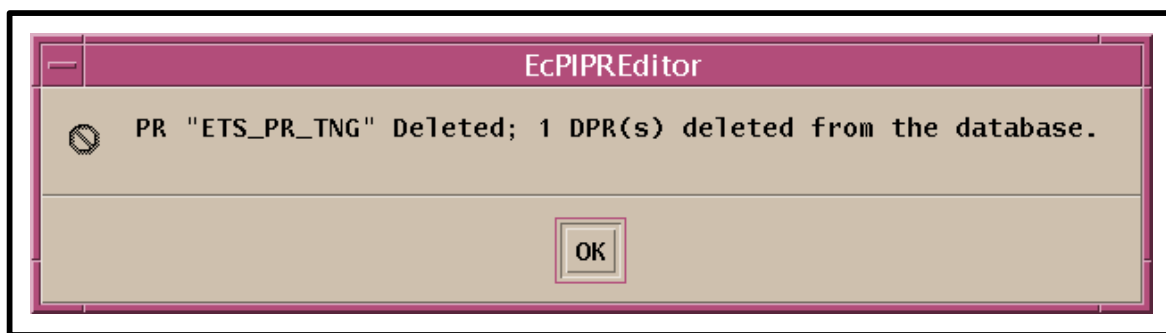 EcPlPREditor
PR "ETS_PR_TNG" Deleted; 1 DPR(s) deleted from the database.
OK